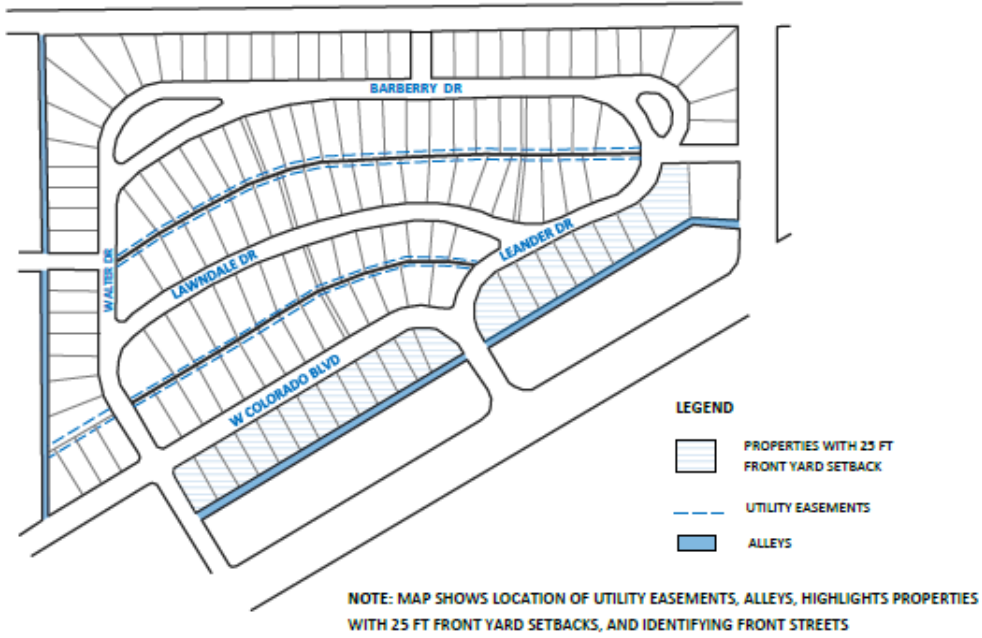 BARBERRY DR
WALTER DR
LAWNDALE DR
LEANDER DR
W COLORADO BLVD
LEGEND
PROPERTIES WITH 25 FT
FRONT YARD SETBACK
UTILITY EASEMENTS
ALLEYS
NOTE: MAP SHOWS LOCATION OF UTILITY EASEMENTS, ALLEYS, HIGHLIGHTS PROPERTIES
WITH 25 FT FRONT YARD SETBACKS, AND IDENTIFYING FRONT STREETS